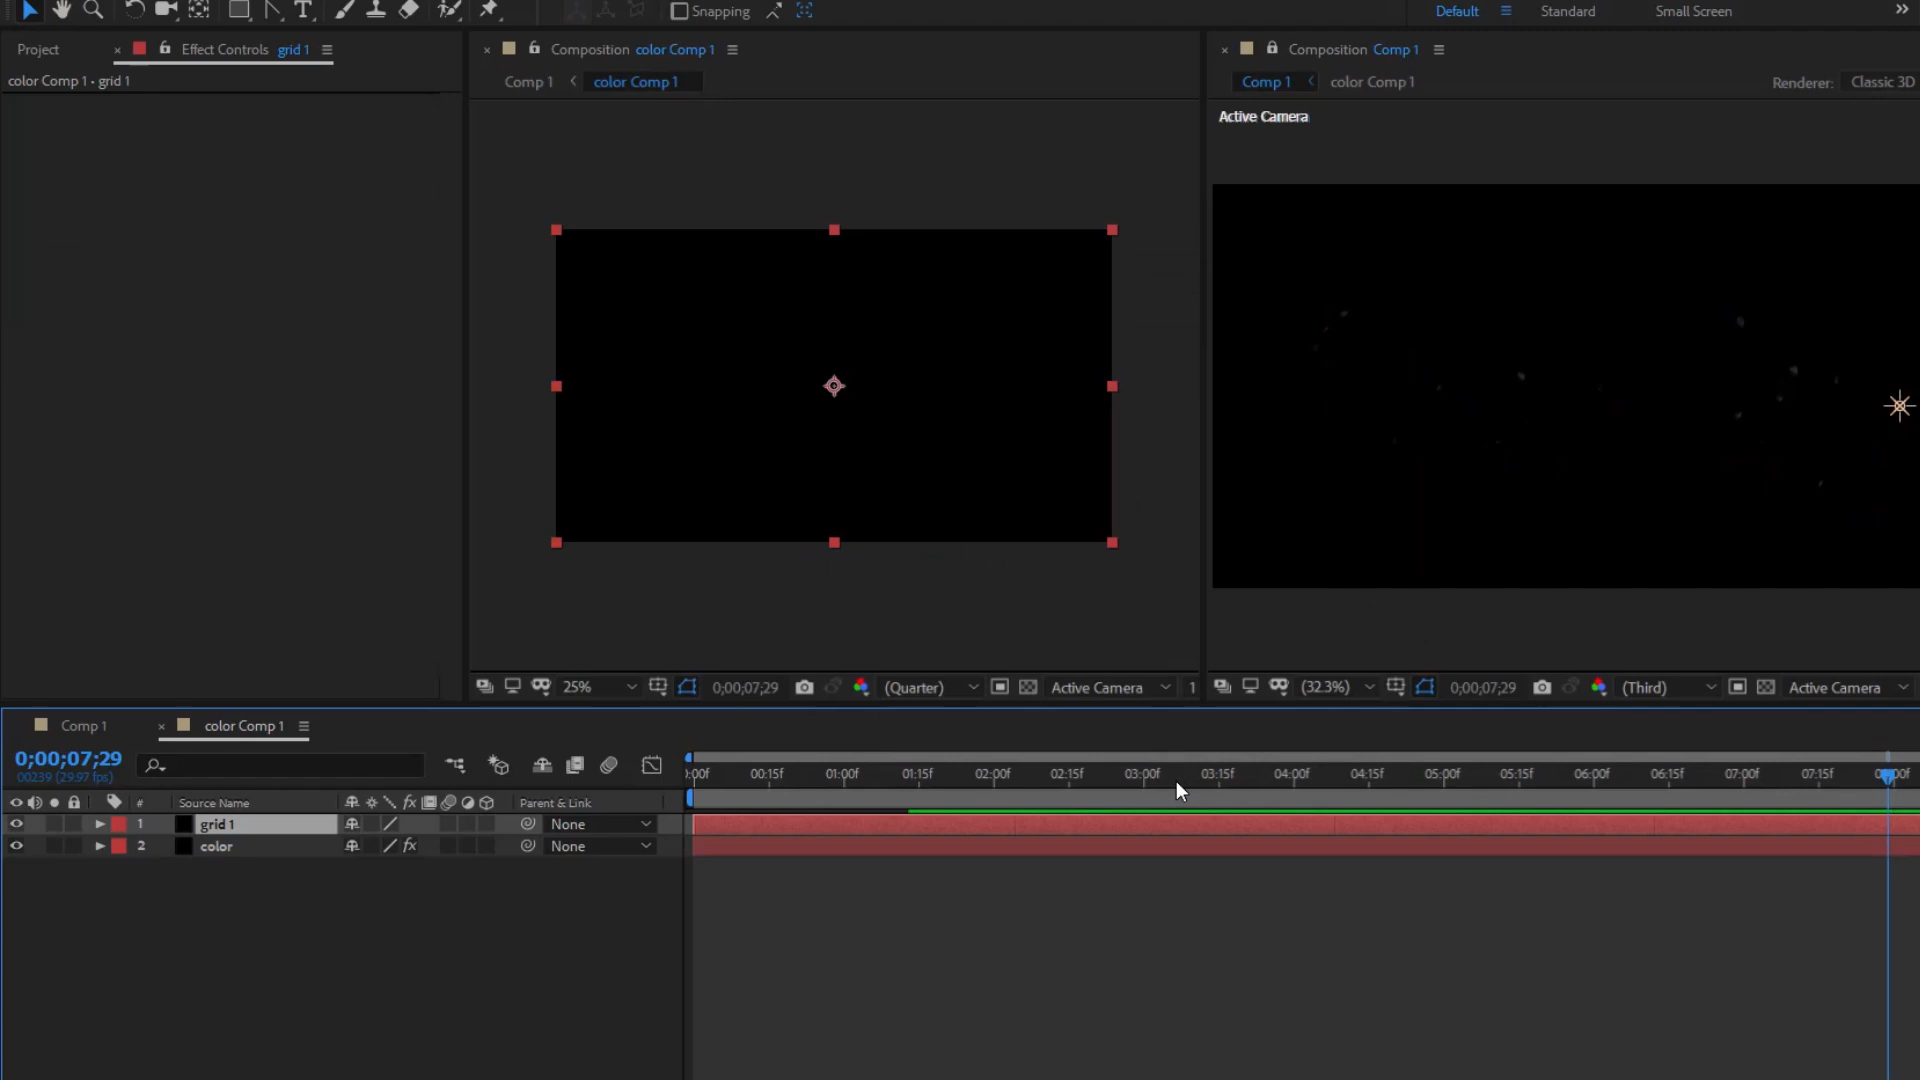 Snapping
Default
Standard
Small Screen
Project
Effect Controls grid 1
Composition color Comp 1
Composition Comp 1
color Comp 1 • grid 1
Comp 1
color Comp 1
Comp 1
color Comp 1
Renderer:
Classic 3D
Active Camera
25%
0;00;07;29
(Quarter)
Active Camera
1
(32.3%)
0;00;07;29
(Third)
Active Camera
Comp 1
color Comp 1
0;00;07;29
00239 (29.97 fps)
:00f
00:15f
01:00f
01:15f
02:00f
02:15f
03:00f
03:15f
04:00f
04:15f
05:00f
05:15f
06:00f
06:15f
07:00f
07:15f
#
Source Name
fx
Parent & Link
1
grid 1
None
2
color
fx
None